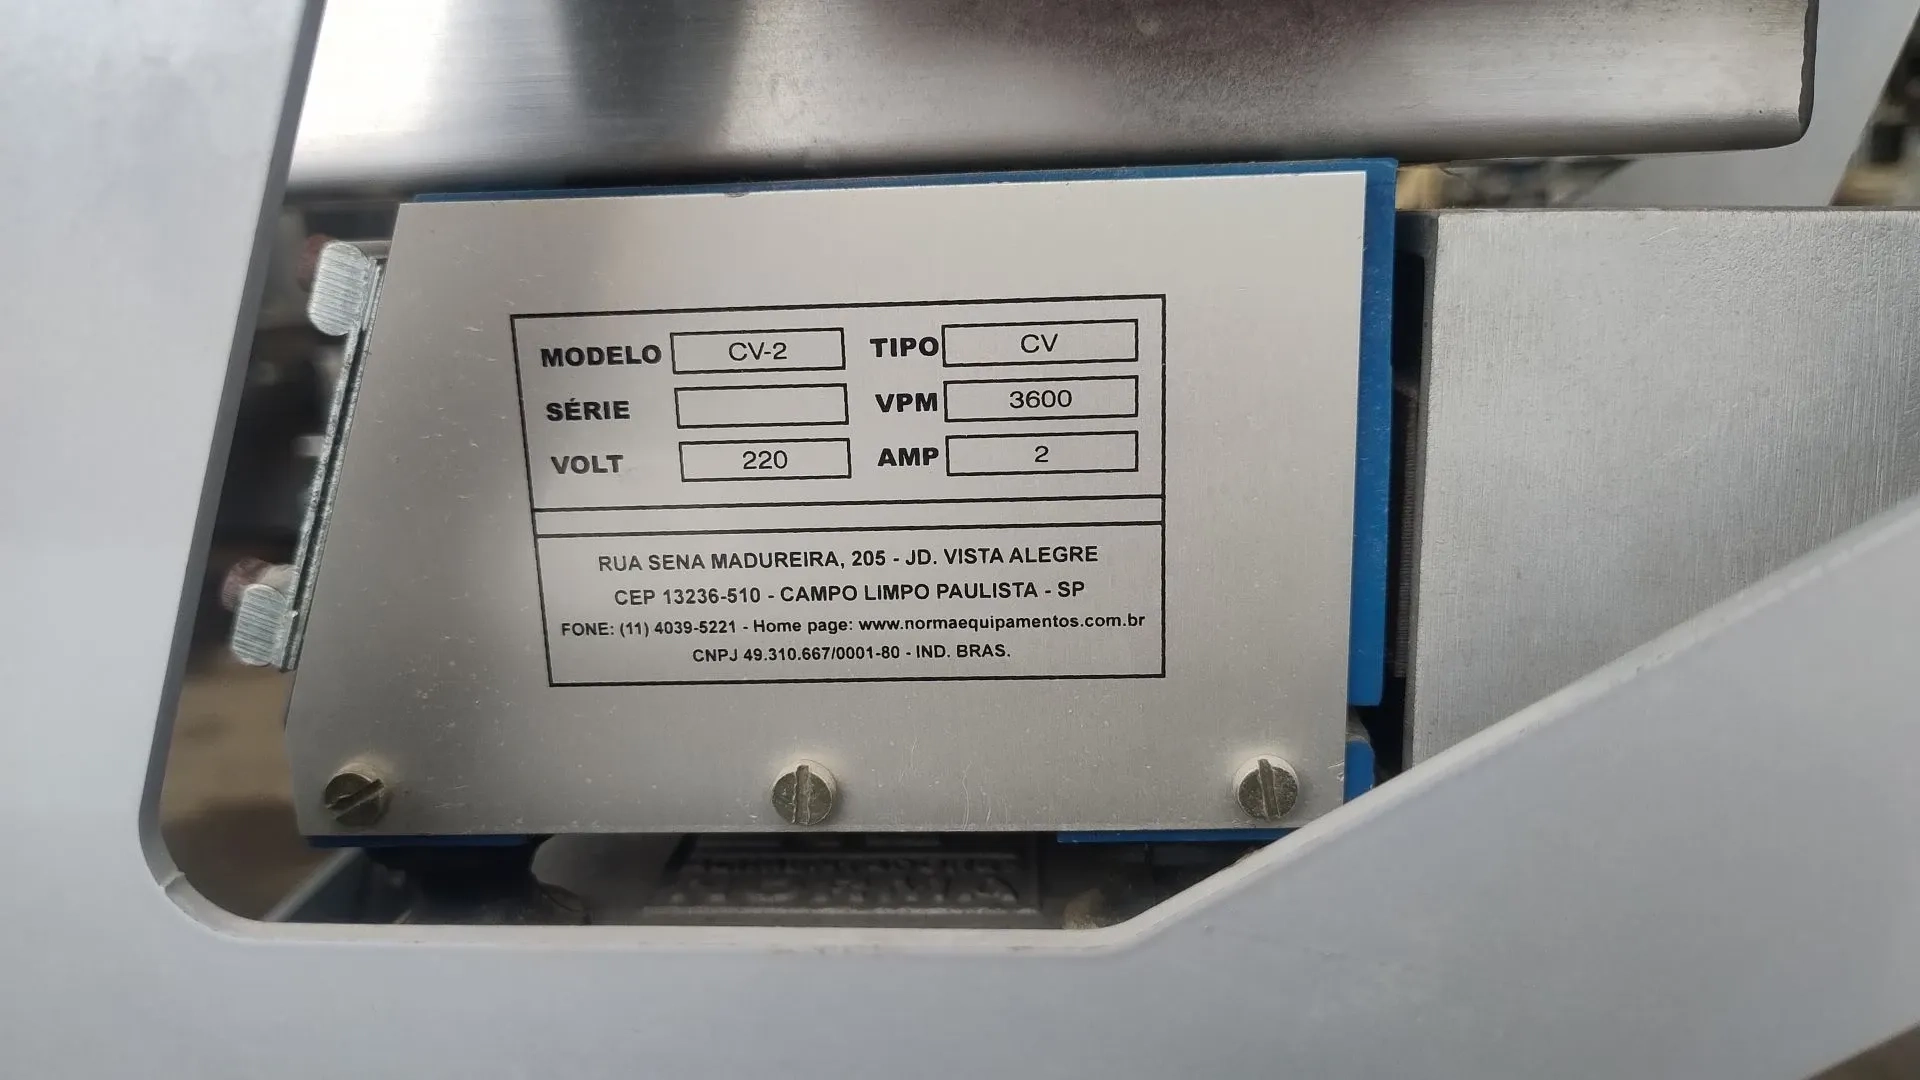 MODELO CV-2 TIPO CV
SÉRIE VPM 3600
VOLT 220 AMP 2
RUA SENA MADUREIRA, 205 - JD. VISTA ALEGRE
CEP 13236-510 - CAMPO LIMPO PAULISTA - SP
FONE: (11) 4039-5221 - Home page: www.normaequipamentos.com.br
CNPJ 49.310.667/0001-80 - IND. BRAS.
NORMA